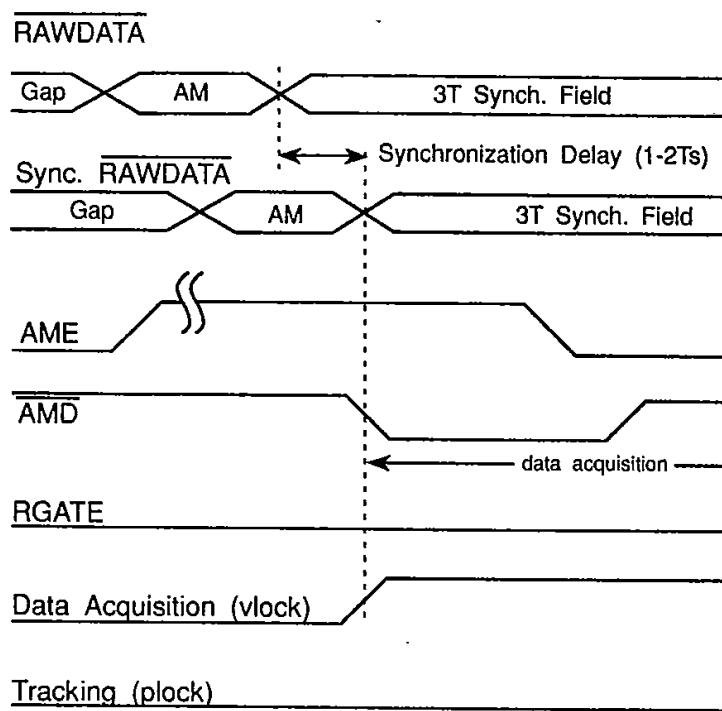 RAWDATA
Gap AM 3T Synch. Field
Synchronization Delay (1-2Ts)
Sync. RAWDATA
Gap AM 3T Synch. Field
AME
AMD
data acquisition
RGATE
Data Acquisition (vlock)
Tracking (plock)